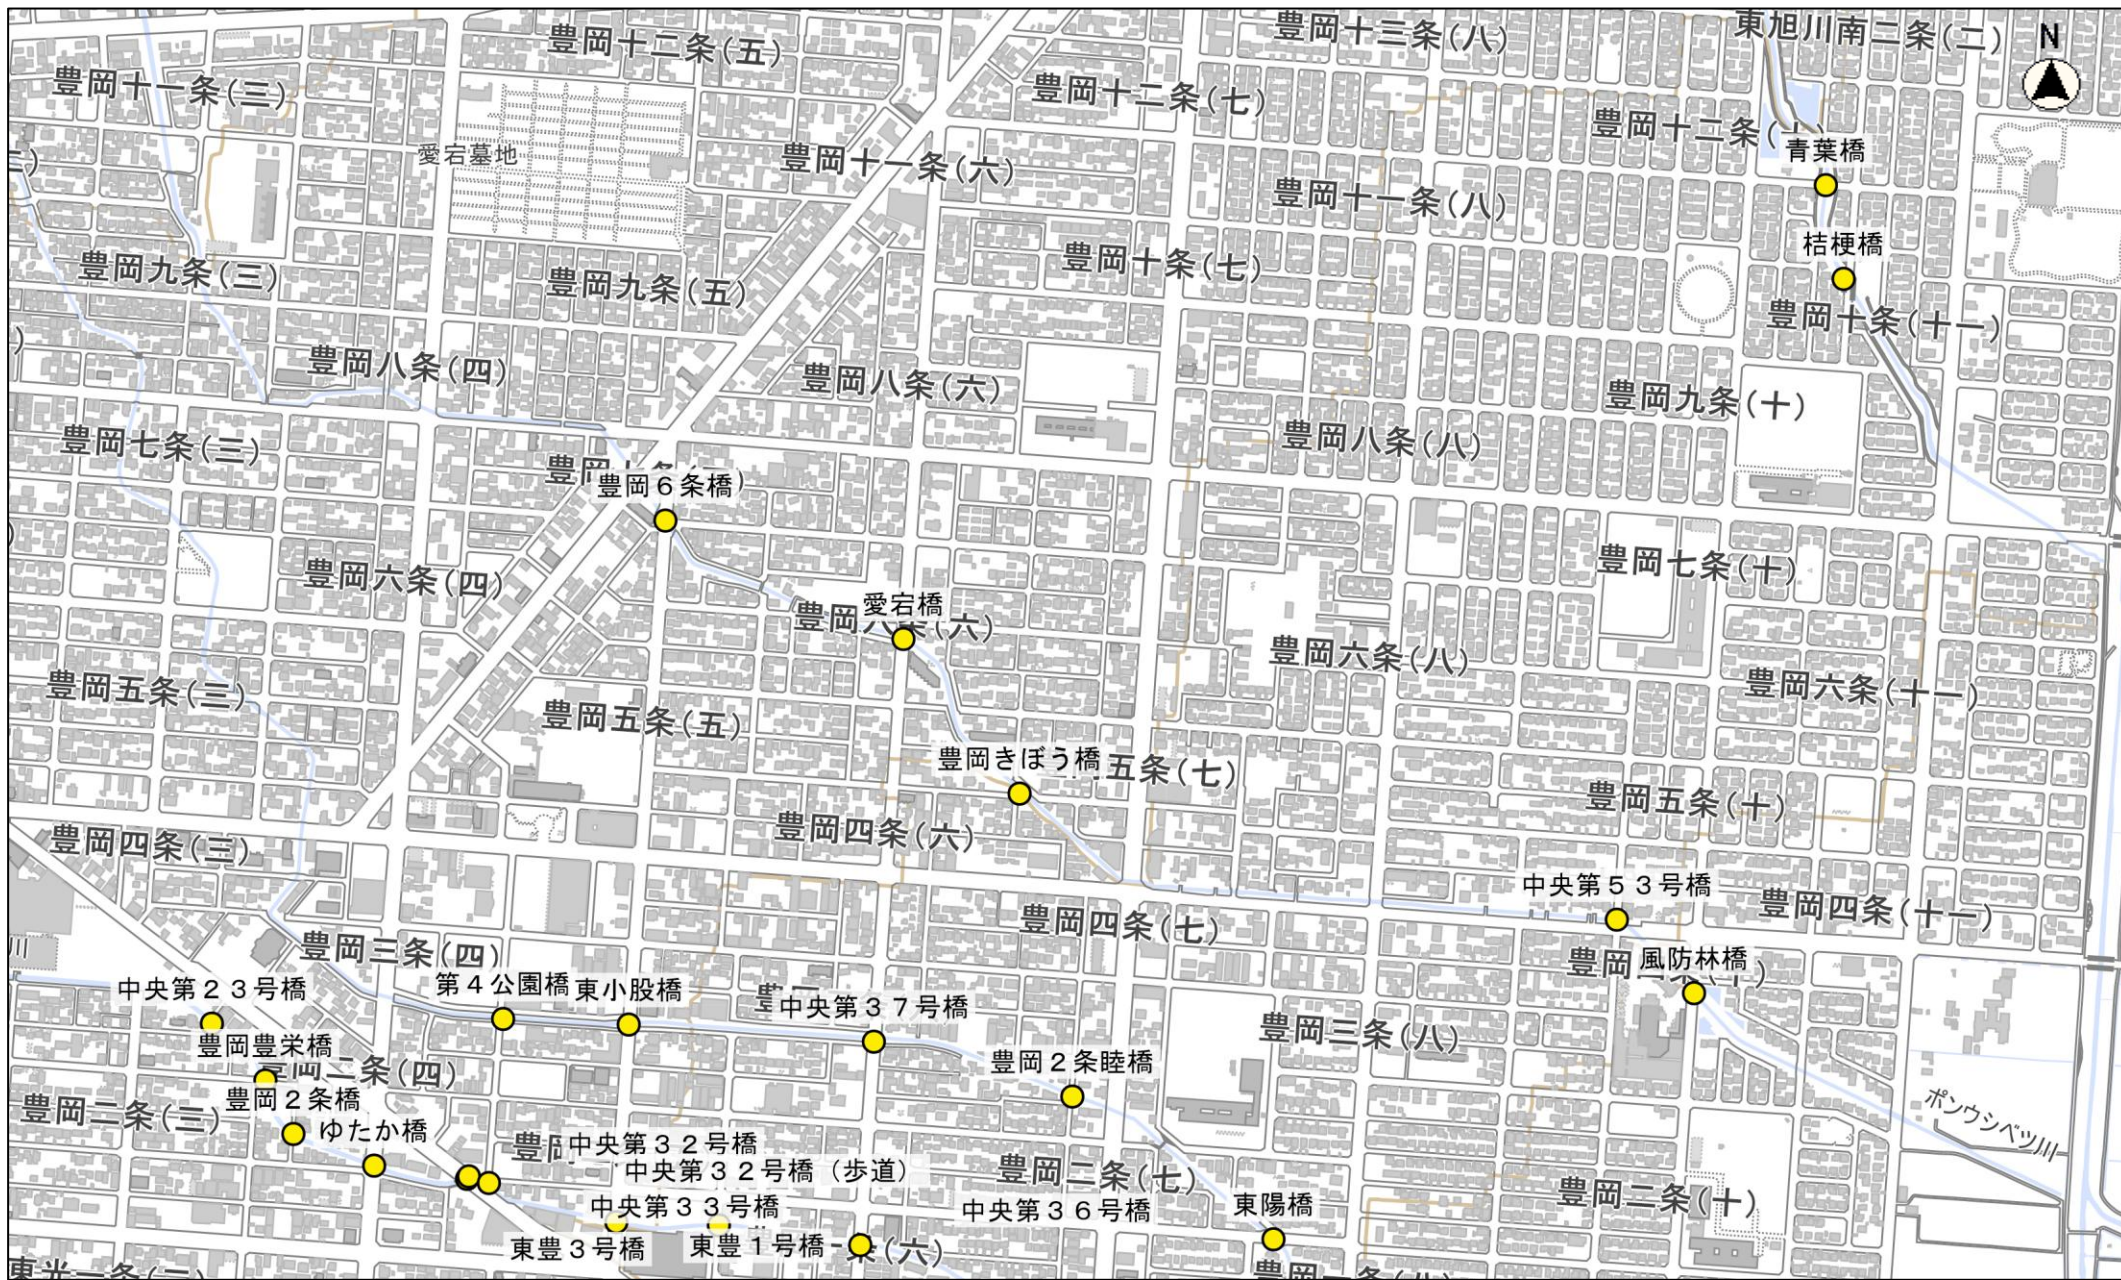 豊岡十二条(五)
豊岡十三条(八)
東旭川南二条(二)
N
豊岡十一条(三)
豊岡十二条(七)
豊岡十二条(十
愛宕墓地
豊岡十一条(六)
青葉橋
豊岡十一条(八)
桔梗橋
豊岡九条(三)
豊岡九条(五)
豊岡十条(七)
豊岡十条(十一)
豊岡八条(四)
豊岡八条(六)
豊岡九条(十)
豊岡七条(三)
豊岡八条(八)
豊岡6条橋
豊岡六条(四)
豊岡七条(十)
愛宕橋
豊岡六条(六)
豊岡六条(八)
豊岡五条(三)
豊岡六条(十一)
豊岡五条(五)
豊岡きぼう橋
五条(七)
豊岡五条(十)
豊岡四条(三)
豊岡四条(六)
中央第53号橋
豊岡四条(七)
豊岡四条(十一)
豊岡三条(四)
風防林橋
川
中央第23号橋
第4公園橋
東小股橋
中央第37号橋
豊岡豊栄橋
豊岡三条(八)
豊岡二条(四)
豊岡2条睦橋
豊岡2条橋
豊岡二条(三)
ポンウシベツ川
ゆたか橋
中央第32号橋
中央第32号橋(歩道)
豊岡二条(七)
豊岡二条(十)
中央第33号橋
中央第36号橋
東陽橋
東豊3号橋
東豊1号橋
条(六)